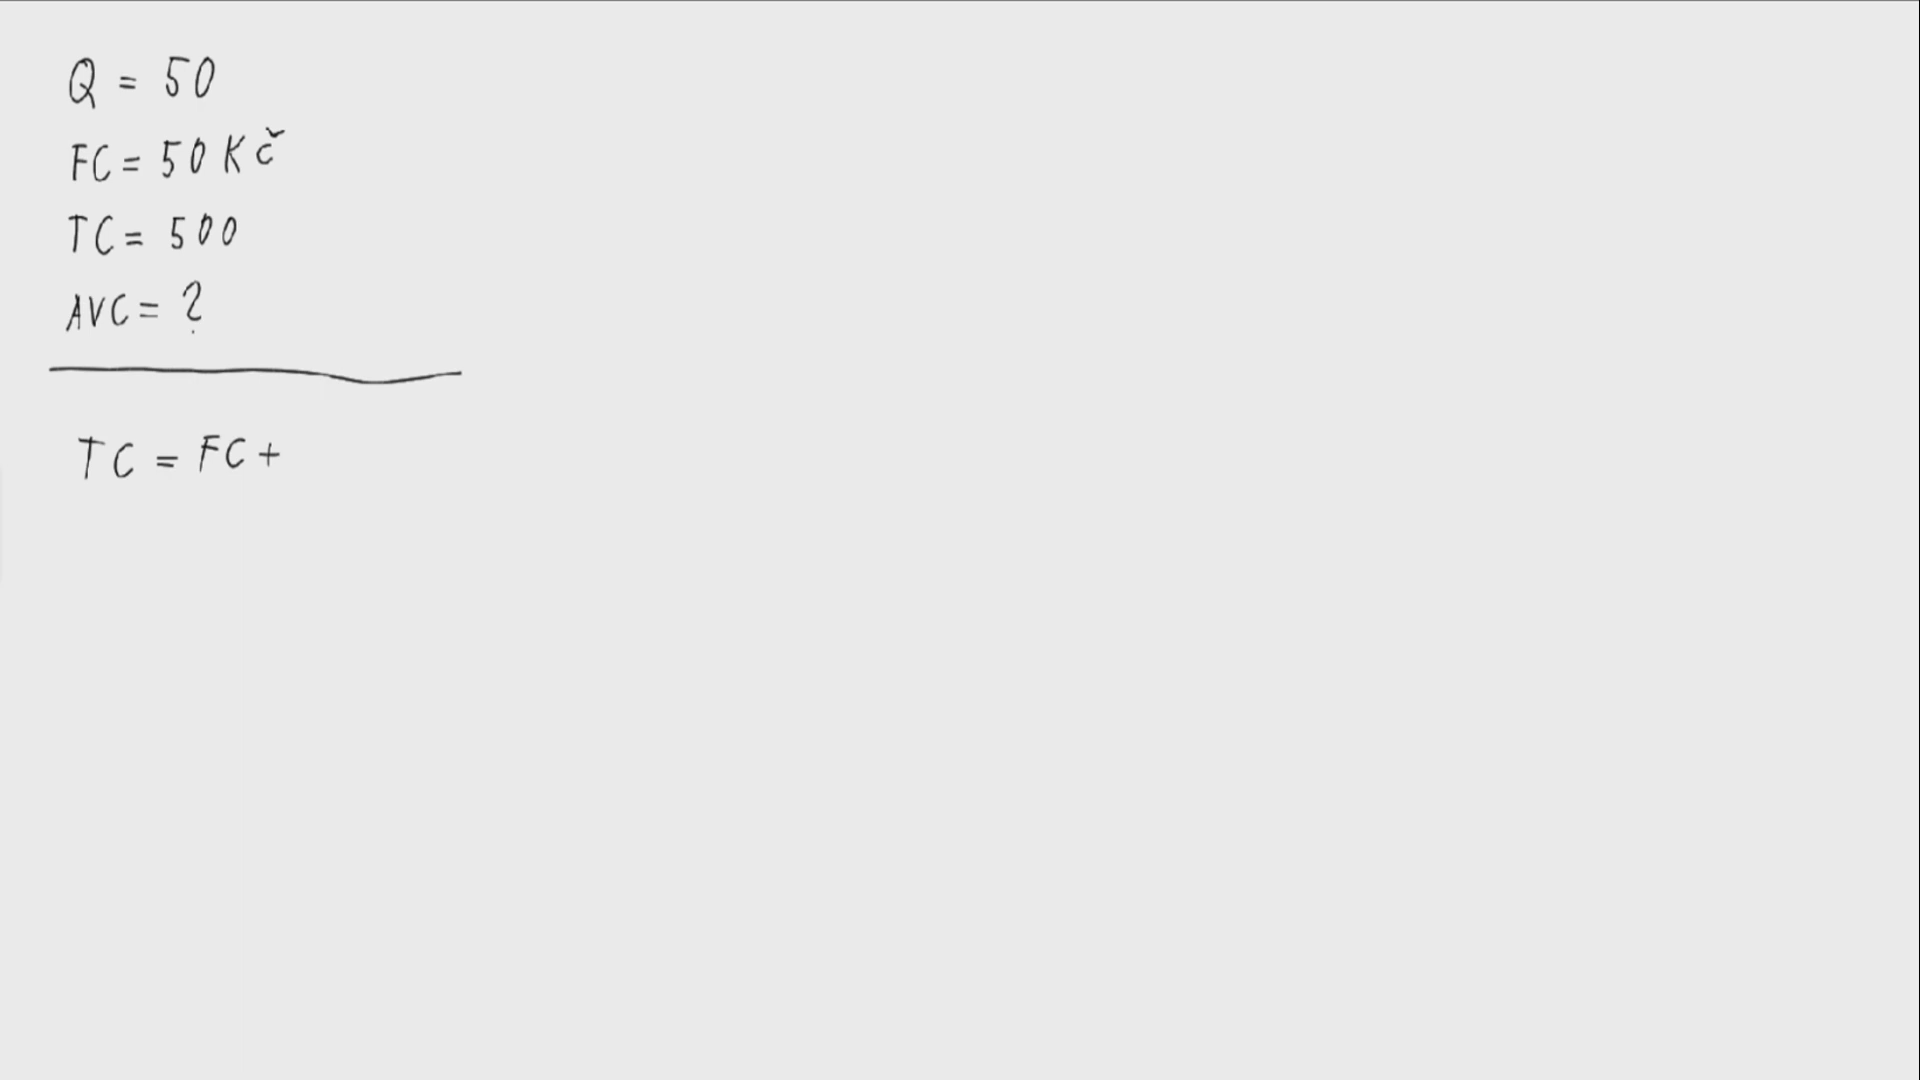 Q = 50
FC = 50 Kč
TC = 500
AVC = ?
TC = FC +